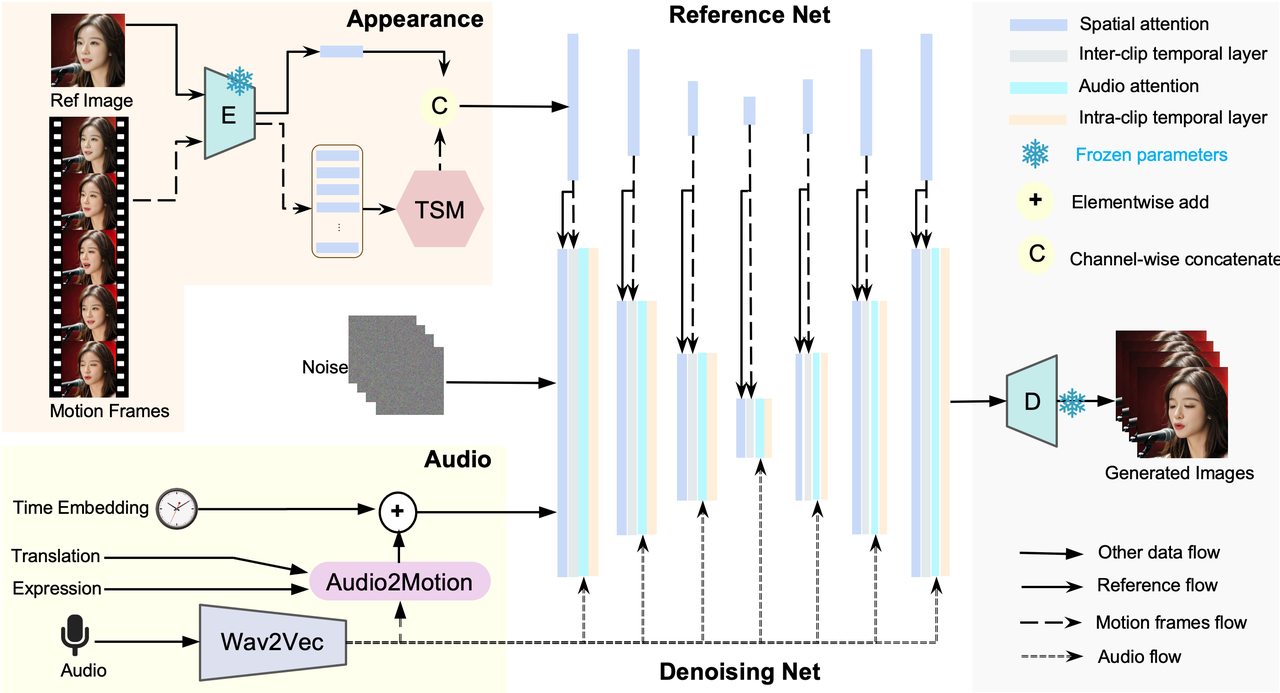 Appearance
Ref Image
E
C
TSM
⋮
Motion Frames
Reference Net
Noise
Audio
Time Embedding
+
Translation
Expression
Audio2Motion
Audio
Wav2Vec
Denoising Net
Spatial attention
Inter-clip temporal layer
Audio attention
Intra-clip temporal layer
Frozen parameters
+
Elementwise add
C
Channel-wise concatenate
D
Generated Images
Other data flow
Reference flow
Motion frames flow
Audio flow